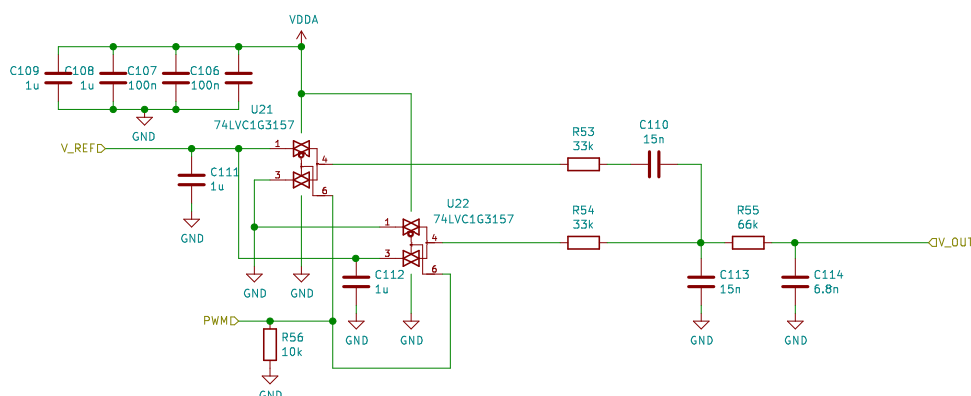 VDDA
C109
1u
C108
1u
C107
100n
C106
100n
GND
U21
74LVC1G3157
V_REF
1
3
4
6
C111
1u
GND
GND
GND
R53
33k
C110
15n
U22
74LVC1G3157
1
3
4
6
R54
33k
R55
66k
V_OUT
C112
1u
GND
GND
C113
15n
GND
C114
6.8n
GND
PWM
R56
10k
GND